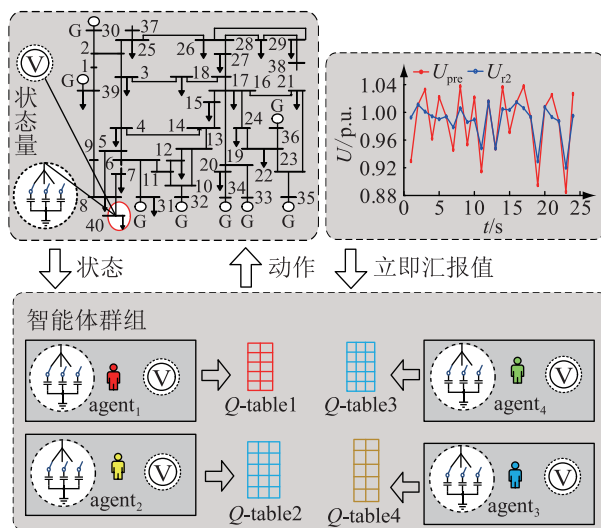 G 30 37
2 25 26 28 29
1 27 38
V G 3 18 17 16 21
状态量 39 15 G
4 14 24 36
9 5 13
6 12 19 23
7 11 20 22
10
8 31 32 34 33 35
40 G G G G G
U_pre U_r2
U/p.u.
1.04
1.00
0.96
0.92
0.88
0 5 10 15 20 25
t/s
状态 动作 立即汇报值
智能体群组
V V
agent₁ Q-table1 Q-table3 agent₄
V V
agent₂ Q-table2 Q-table4 agent₃